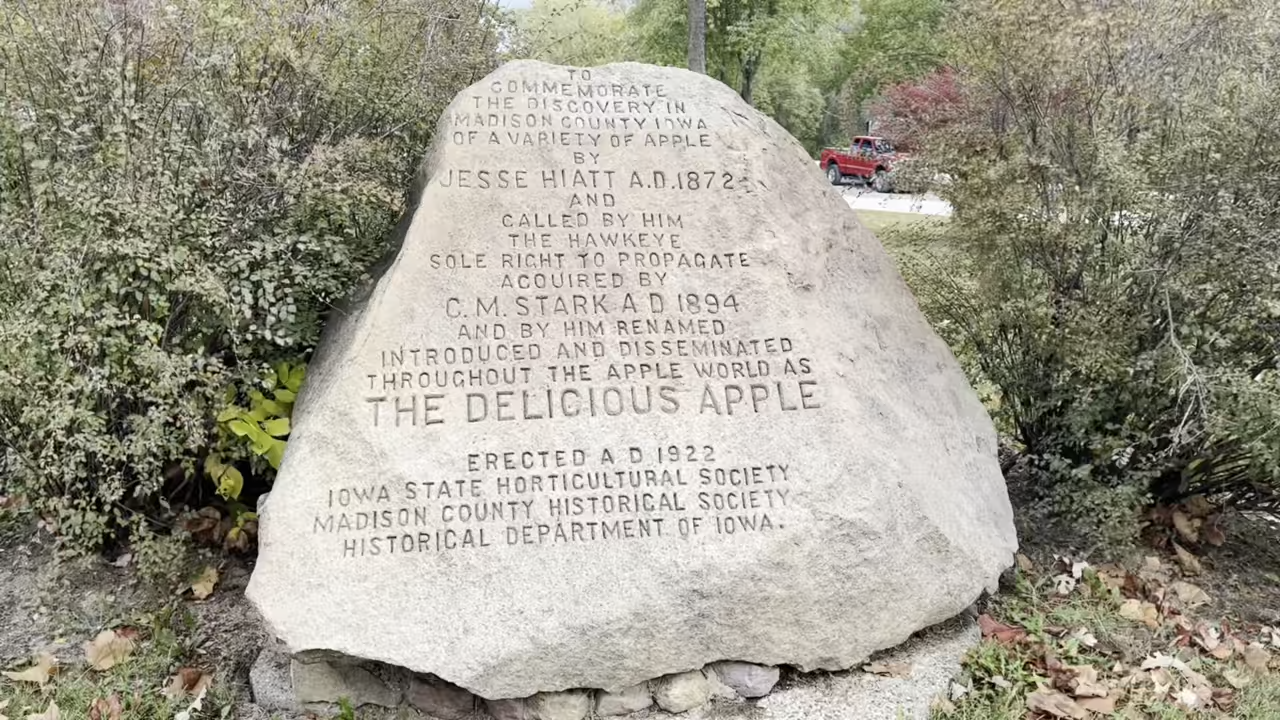 TO
COMMEMORATE
THE DISCOVERY IN
MADISON COUNTY IOWA
OF A VARIETY OF APPLE
BY
JESSE HIATT A.D.1872
AND
CALLED BY HIM
THE HAWKEYE
SOLE RIGHT TO PROPAGATE
ACQUIRED BY
C. M. STARK A D 1894
AND BY HIM RENAMED
INTRODUCED AND DISSEMINATED
THROUGHOUT THE APPLE WORLD AS
THE DELICIOUS APPLE
ERECTED A D 1922
IOWA STATE HORTICULTURAL SOCIETY
MADISON COUNTY HISTORICAL SOCIETY
HISTORICAL DEPARTMENT OF IOWA.